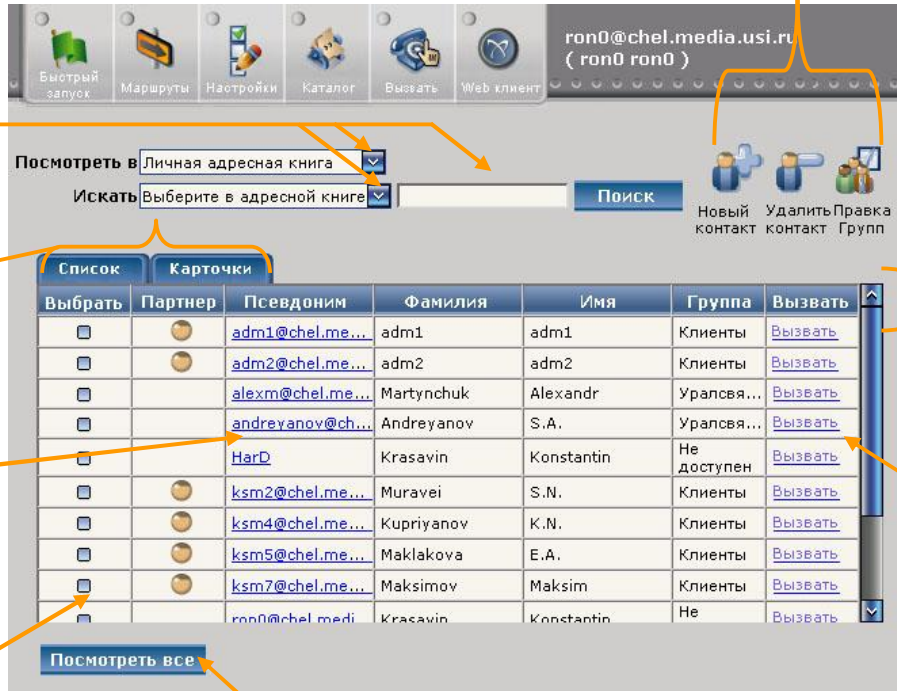 ron0@chel.media.usi.ru
( ron0 ron0 )
Быстрый запуск
Маршруты
Настройки
Каталог
Вызвать
Web клиент
Посмотреть в Личная адресная книга
Искать Выберите в адресной книге Поиск
Новый контакт
Удалить контакт
Правка Групп
Список Карточки
Выбрать Партнер Псевдоним Фамилия Имя Группа Вызвать
adm1@chel.me... adm1 adm1 Клиенты Вызвать
adm2@chel.me... adm2 adm2 Клиенты Вызвать
alexm@chel.me... Martynchuk Alexandr Уралсвя... Вызвать
andreyanov@ch... Andreyanov S.A. Уралсвя... Вызвать
HarD Krasavin Konstantin Не доступен Вызвать
ksm2@chel.me... Muravei S.N. Клиенты Вызвать
ksm4@chel.me... Kupriyanov K.N. Клиенты Вызвать
ksm5@chel.me... Maklakova E.A. Клиенты Вызвать
ksm7@chel.me... Maksimov Maksim Клиенты Вызвать
ron0@chel.medi... Krasavin Konstantin Не Вызвать
Посмотреть все